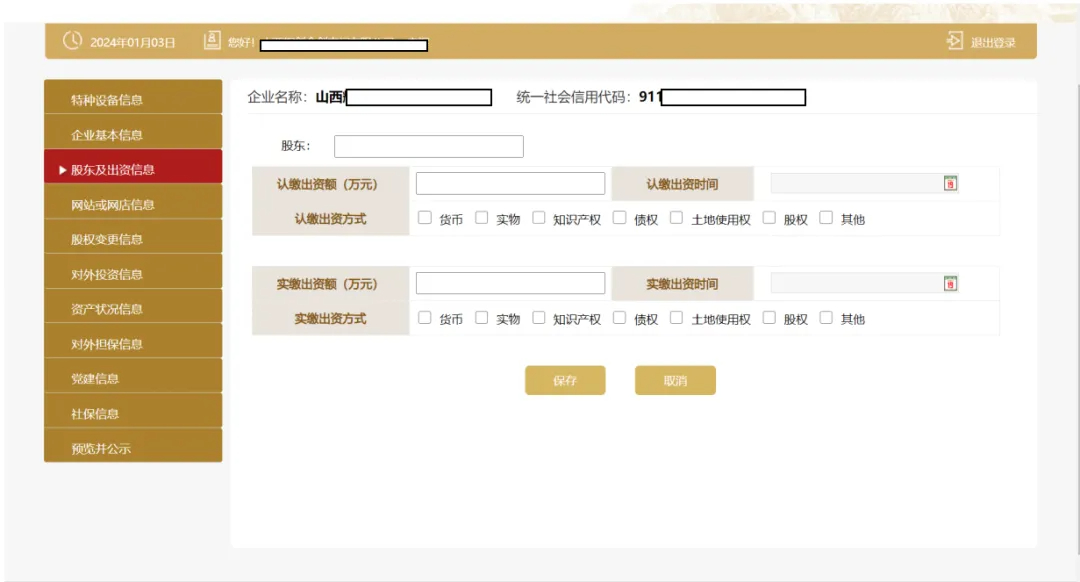 2024年01月03日 您好! 退出登录
特种设备信息
企业基本信息
股东及出资信息
网站或网店信息
股权变更信息
对外投资信息
资产状况信息
对外担保信息
党建信息
社保信息
预览并公示
企业名称：山西 统一社会信用代码：911
股东：
认缴出资额（万元） 认缴出资时间
认缴出资方式 货币 实物 知识产权 债权 土地使用权 股权 其他
实缴出资额（万元） 实缴出资时间
实缴出资方式 货币 实物 知识产权 债权 土地使用权 股权 其他
保存 取消